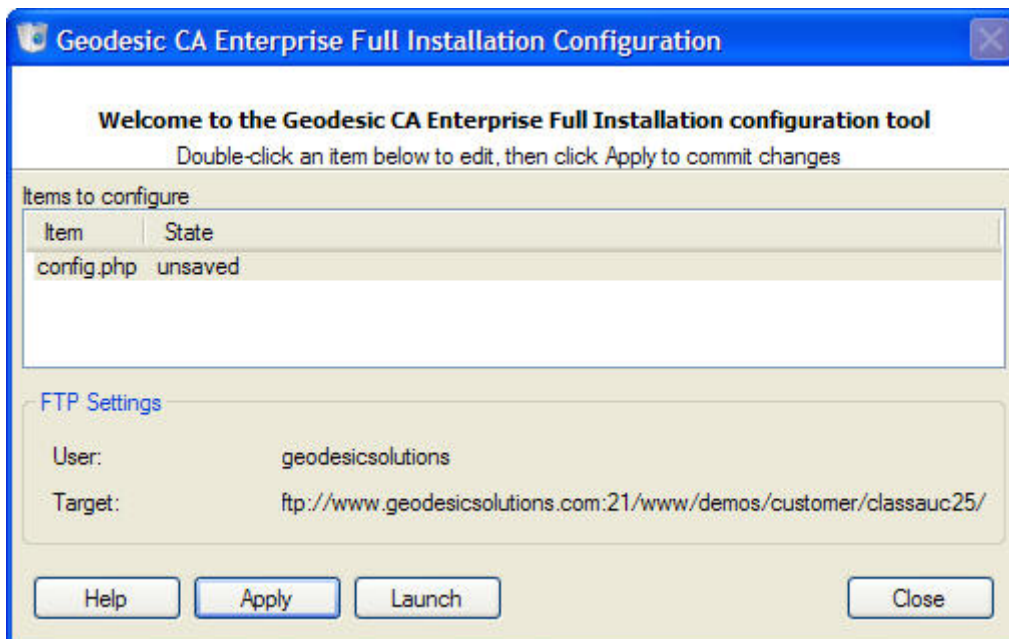 Geodesic CA Enterprise Full Installation Configuration
Welcome to the Geodesic CA Enterprise Full Installation configuration tool
Double-click an item below to edit, then click Apply to commit changes
Items to configure
Item State
config.php unsaved
FTP Settings
User: geodesicsolutions
Target: ftp://www.geodesicsolutions.com:21/www/demos/customer/classauc25/
Help Apply Launch Close